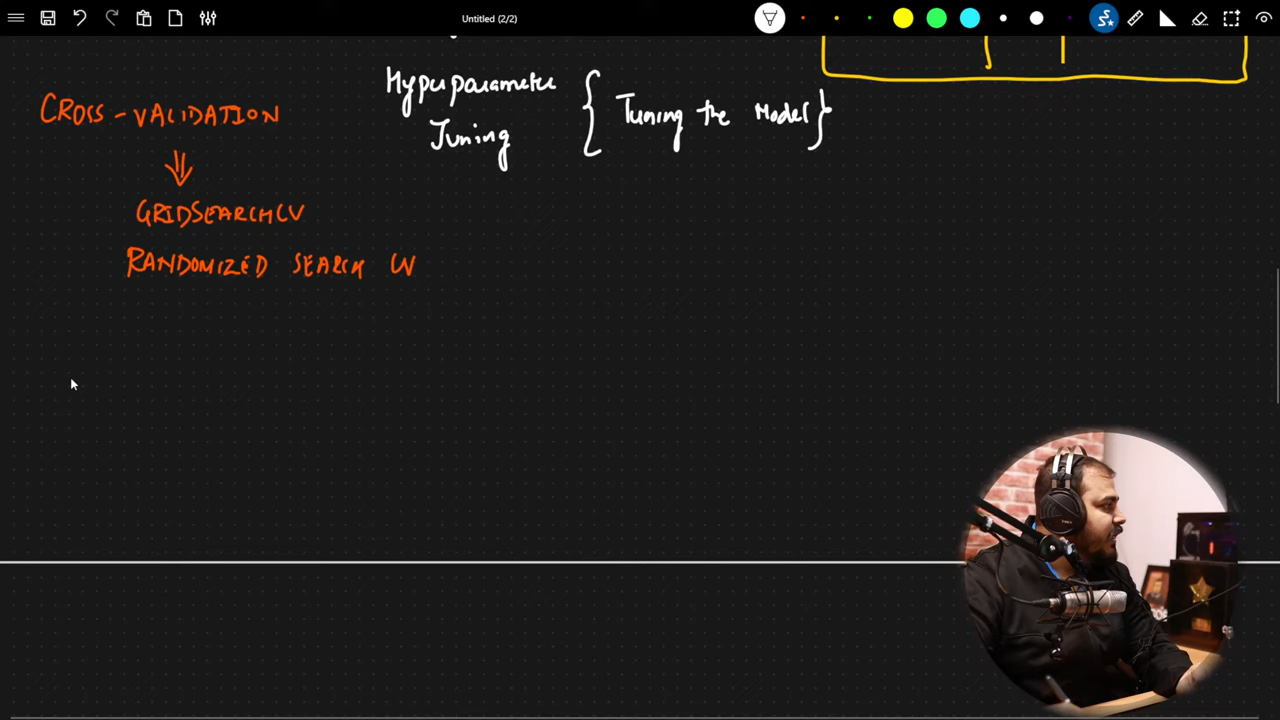 Untitled (2/2)
Hyperparameter
Tuning
{ Tuning the Model }
CROSS - VALIDATION
⇓
GRIDSEARCHCV
RANDOMIZED SEARCH CV